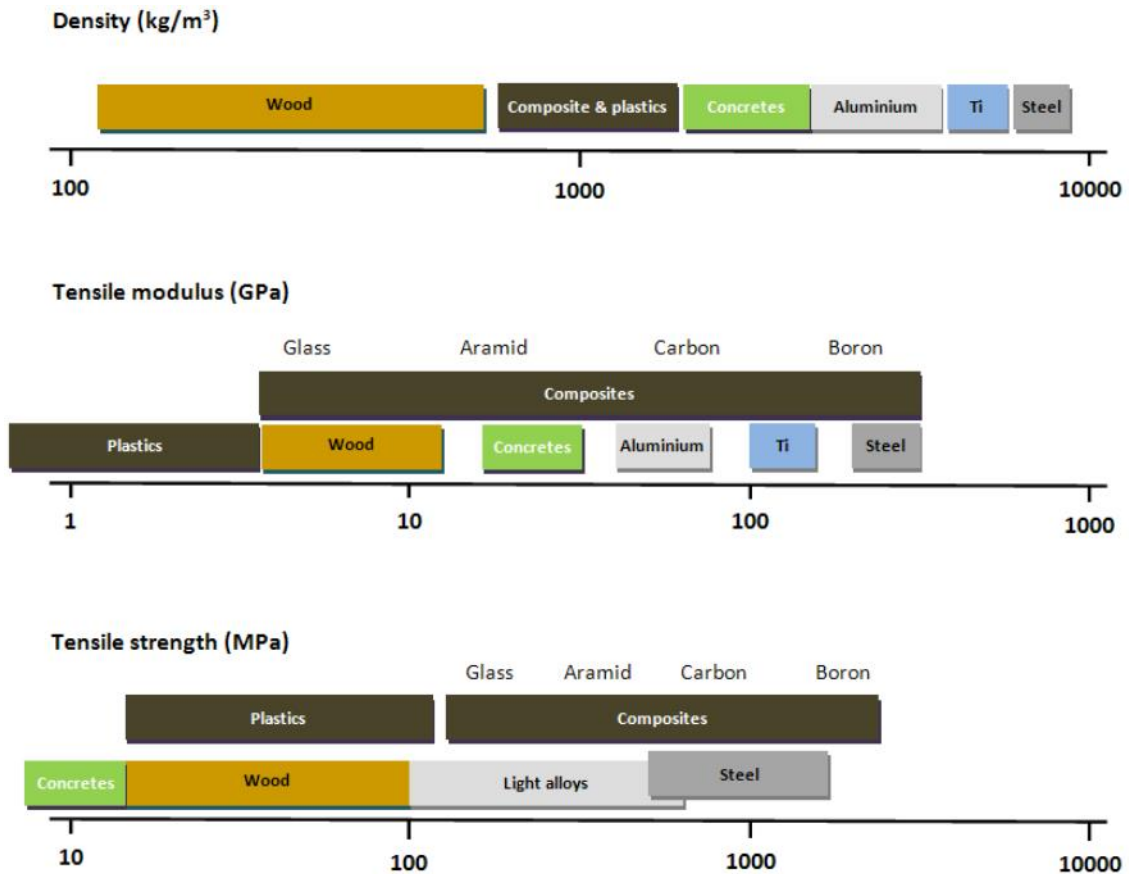 Density (kg/m³)
Wood Composite & plastics Concretes Aluminium Ti Steel
100 1000 10000
Tensile modulus (GPa)
Glass Aramid Carbon Boron
Composites
Plastics Wood Concretes Aluminium Ti Steel
1 10 100 1000
Tensile strength (MPa)
Glass Aramid Carbon Boron
Plastics Composites
Concretes Wood Light alloys Steel
10 100 1000 10000